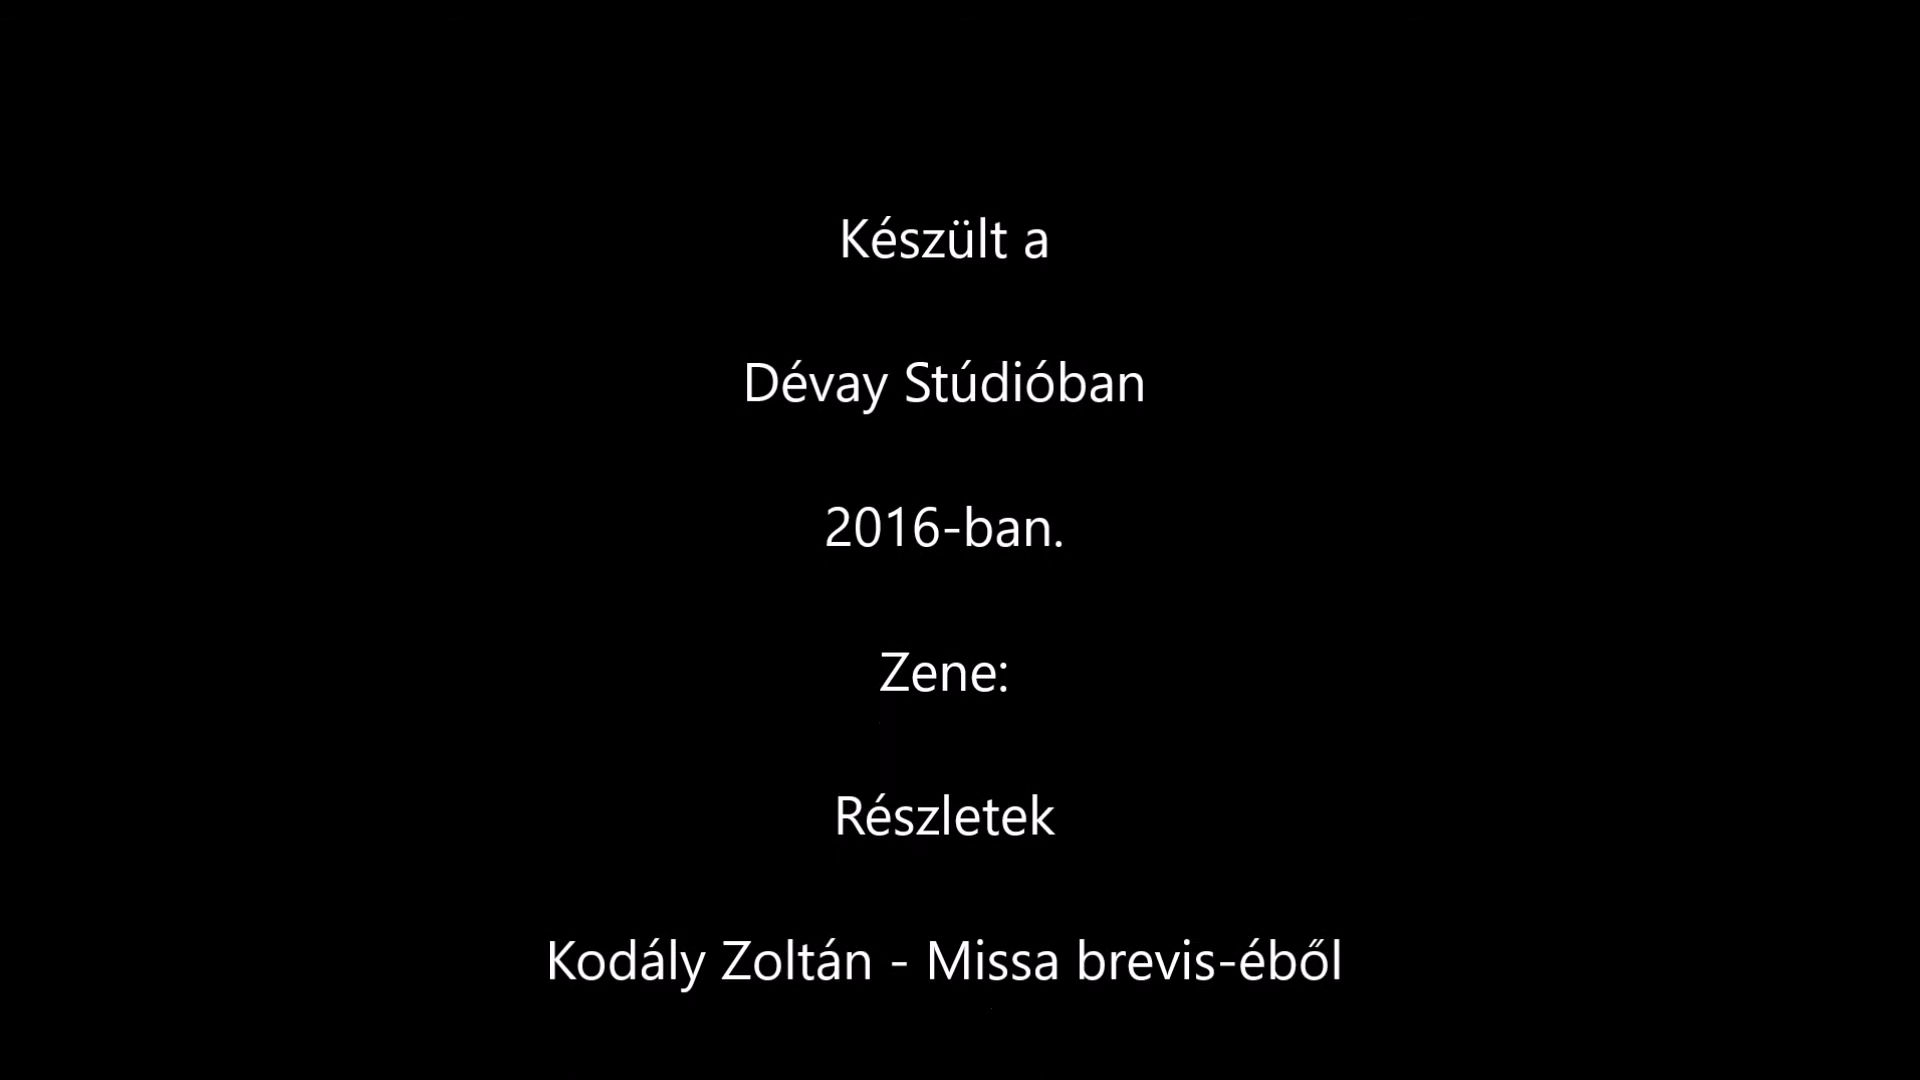 Készült a
Dévay Stúdióban
2016-ban.
Zene:
Részletek
Kodály Zoltán - Missa brevis-éből